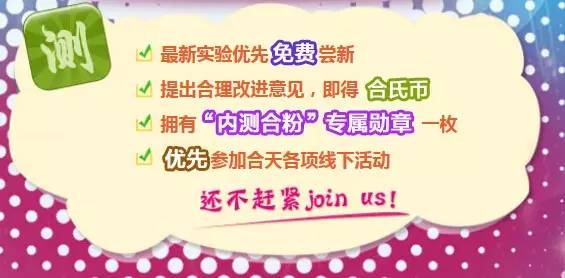 测
最新实验优先免费尝新
提出合理改进意见，即得 合氏币
拥有“内测合粉”专属勋章 一枚
优先参加合天各项线下活动
还不赶紧join us!